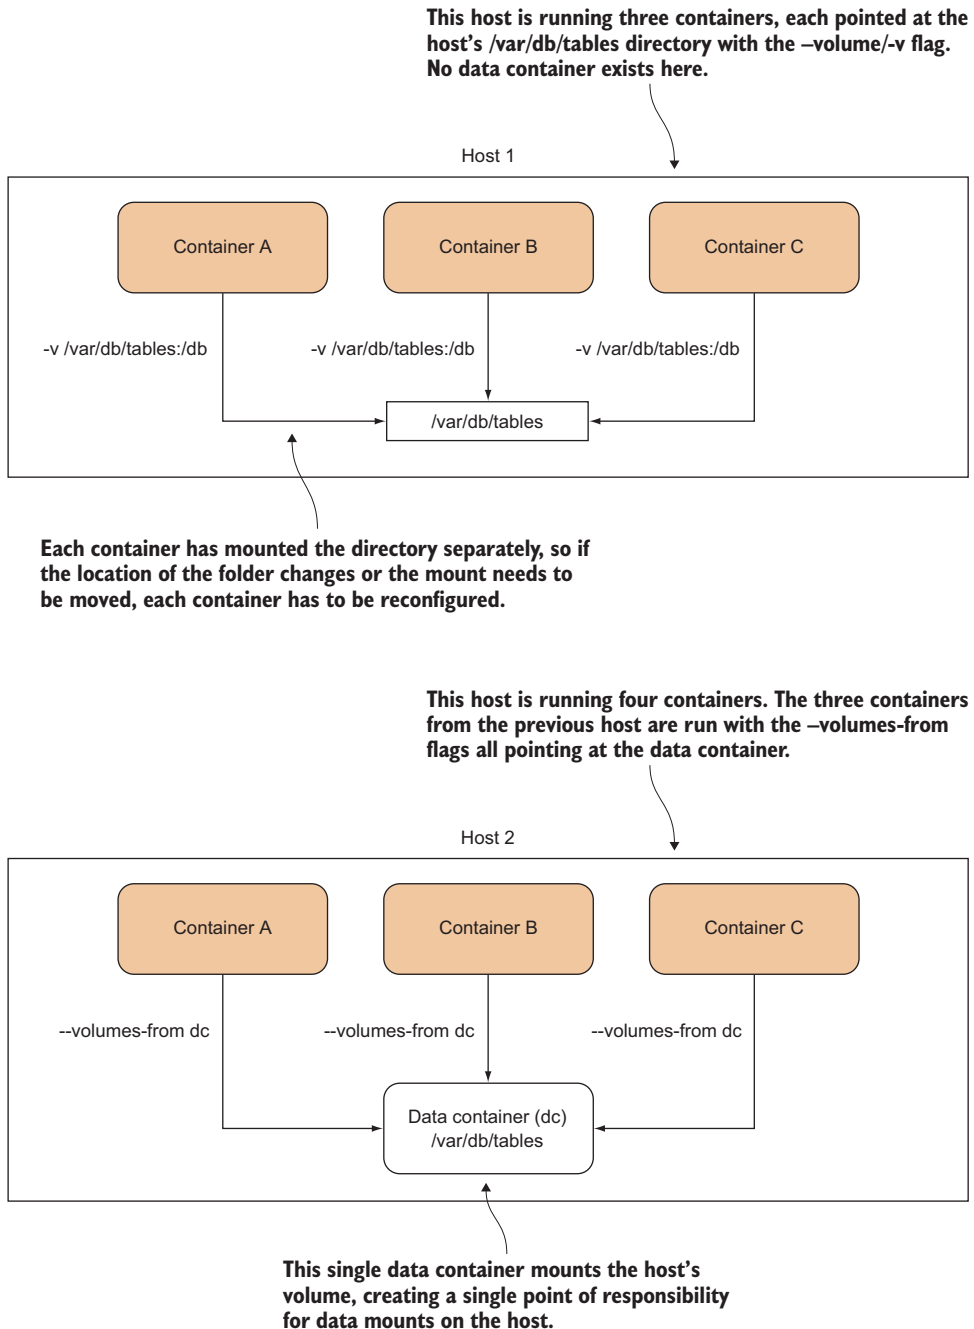 This host is running three containers, each pointed at the
host's /var/db/tables directory with the –volume/-v flag.
No data container exists here.
Host 1
Container A
Container B
Container C
-v /var/db/tables:/db
-v /var/db/tables:/db
-v /var/db/tables:/db
/var/db/tables
Each container has mounted the directory separately, so if
the location of the folder changes or the mount needs to
be moved, each container has to be reconfigured.
This host is running four containers. The three containers
from the previous host are run with the –volumes-from
flags all pointing at the data container.
Host 2
Container A
Container B
Container C
--volumes-from dc
--volumes-from dc
--volumes-from dc
Data container (dc)
/var/db/tables
This single data container mounts the host's
volume, creating a single point of responsibility
for data mounts on the host.